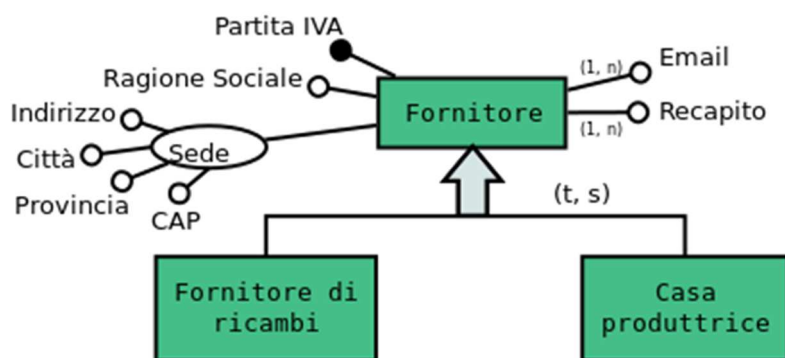 Partita IVA
Ragione Sociale
Indirizzo
Città
Provincia
CAP
Sede
Fornitore
(1, n)
Email
(1, n)
Recapito
(t, s)
Fornitore di
ricambi
Casa
produttrice